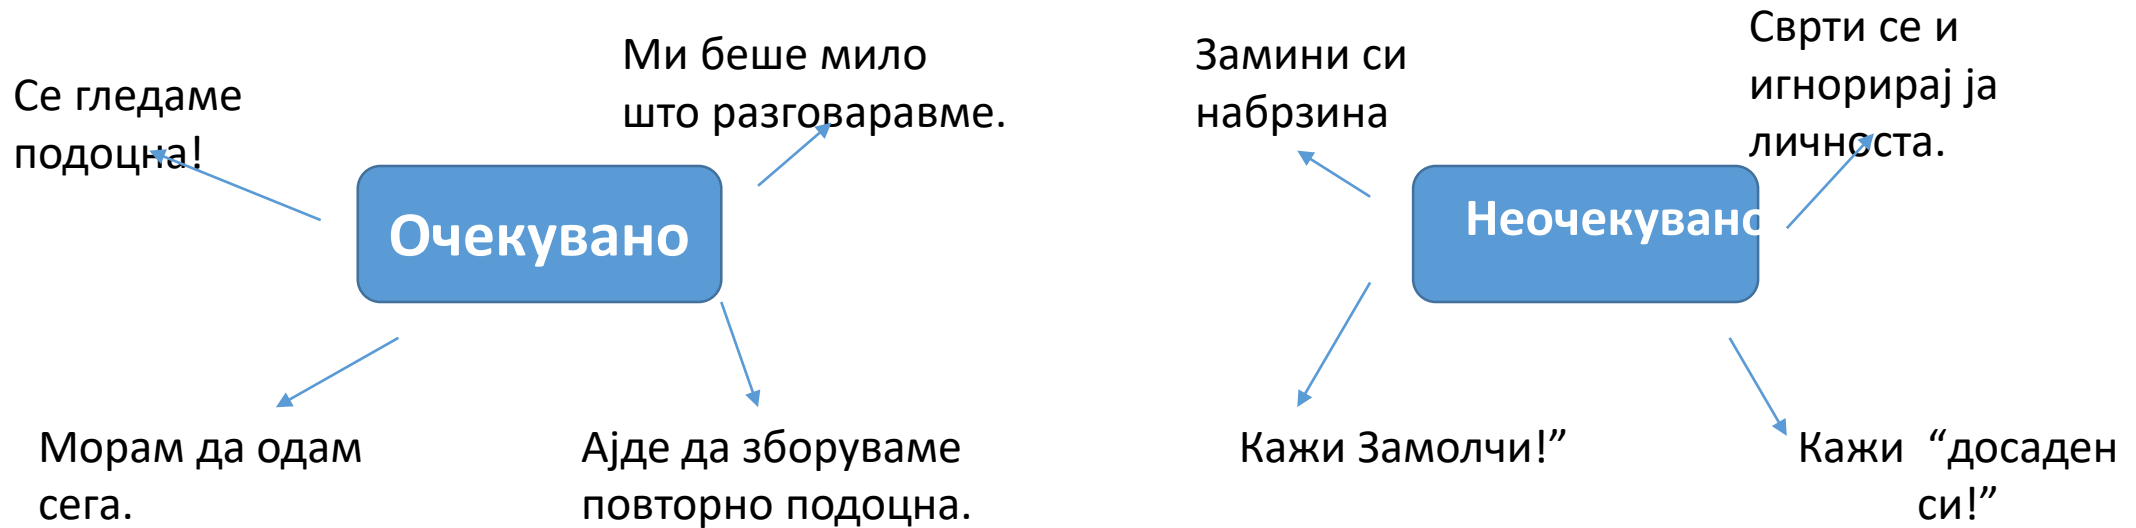 Се гледаме
подоцна!
Ми беше мило
што разговаравме.
Очекувано
Морам да одам
сега.
Ајде да зборуваме
повторно подоцна.
Замини си
набрзина
Сврти се и
игнорирај ја
личноста.
Неочекувано
Кажи Замолчи!”
Кажи “досаден
си!”